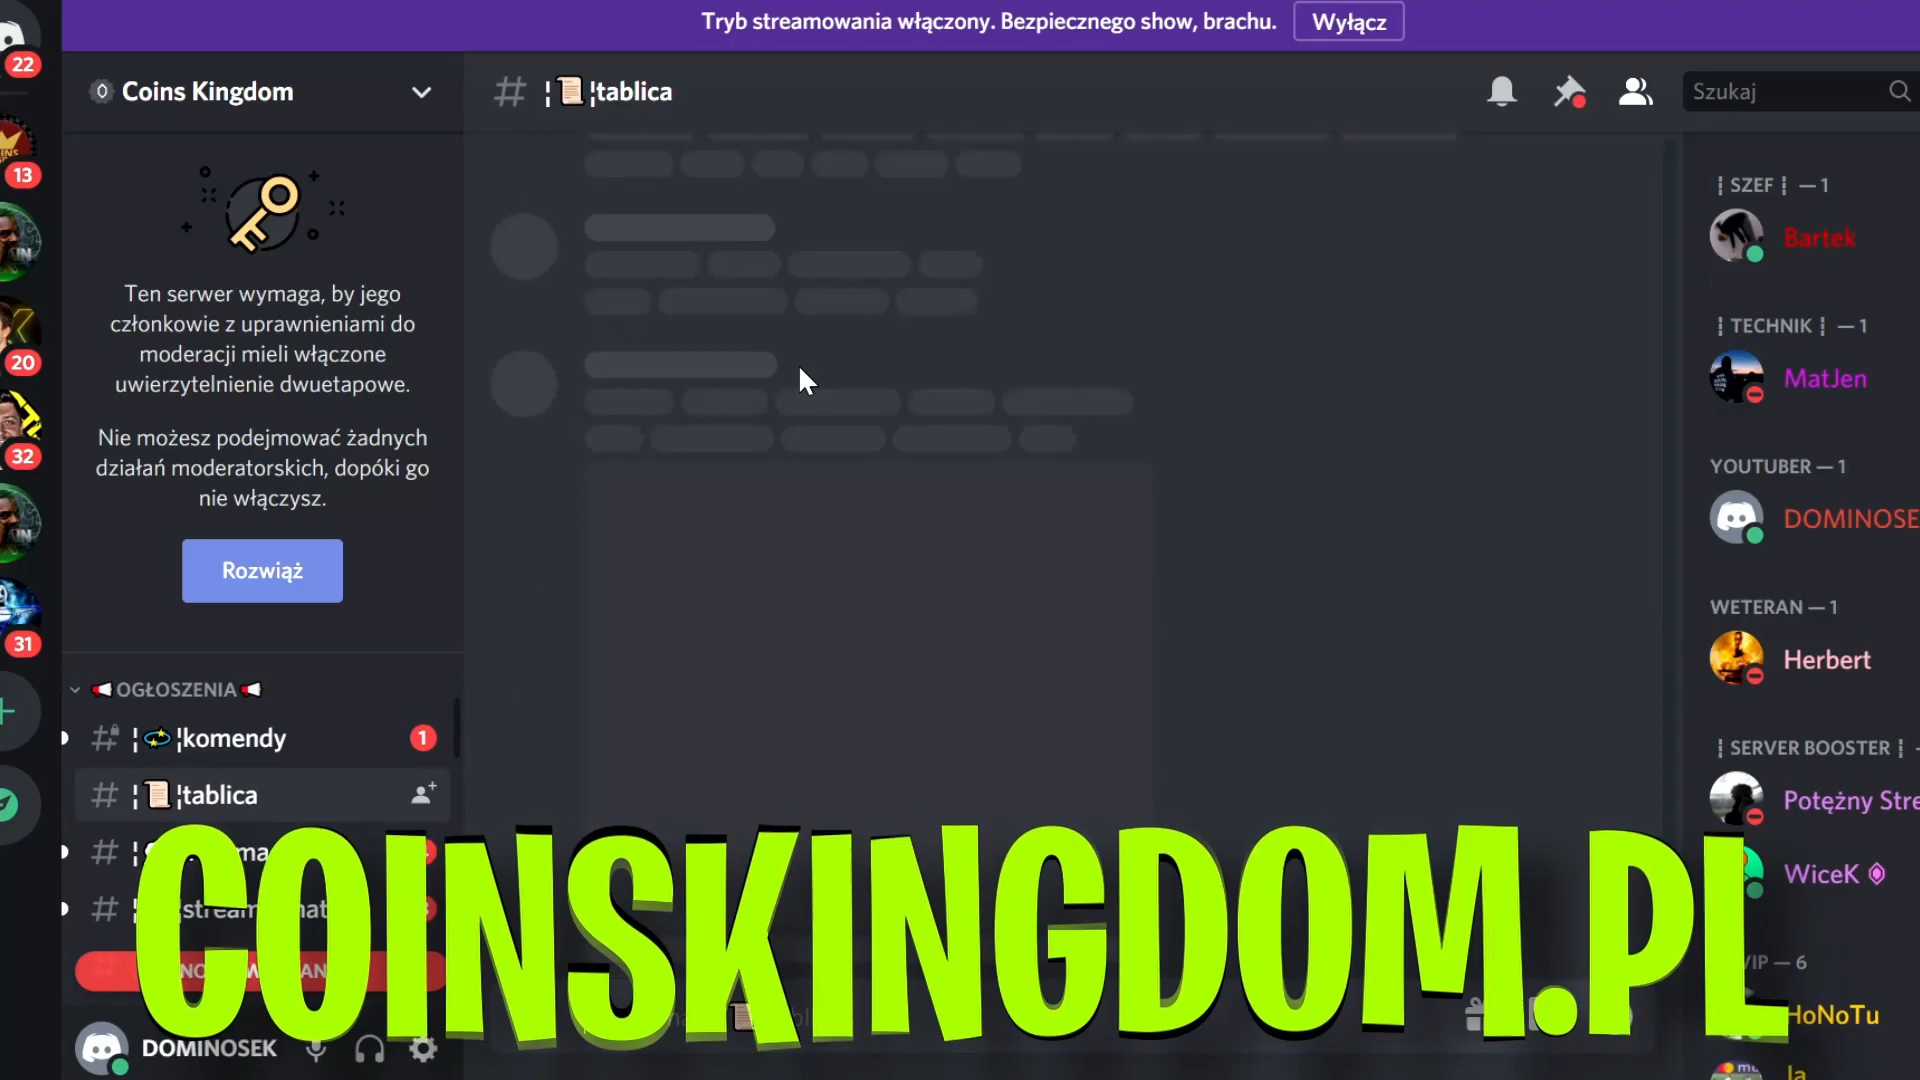 Tryb streamowania włączony. Bezpiecznego show, brachu.
Wyłącz
22
13
20
32
31
Coins Kingdom
Ten serwer wymaga, by jego
członkowie z uprawnieniami do
moderacji mieli włączone
uwierzytelnienie dwuetapowe.
Nie możesz podejmować żadnych
działań moderatorskich, dopóki go
nie włączysz.
Rozwiąż
OGŁOSZENIA
# ¦ ¦komendy
1
# ¦ ¦tablica
DOMINOSEK
# ¦ ¦tablica
Szukaj
┇ SZEF ┇ — 1
Bartek
┇ TECHNIK ┇ — 1
MatJen
YOUTUBER — 1
DOMINOSE
WETERAN — 1
Herbert
┇ SERVER BOOSTER ┇ -
Potężny Stre
WiceK
VIP — 6
HoNoTu
Ja
COINSKINGDOM.PL